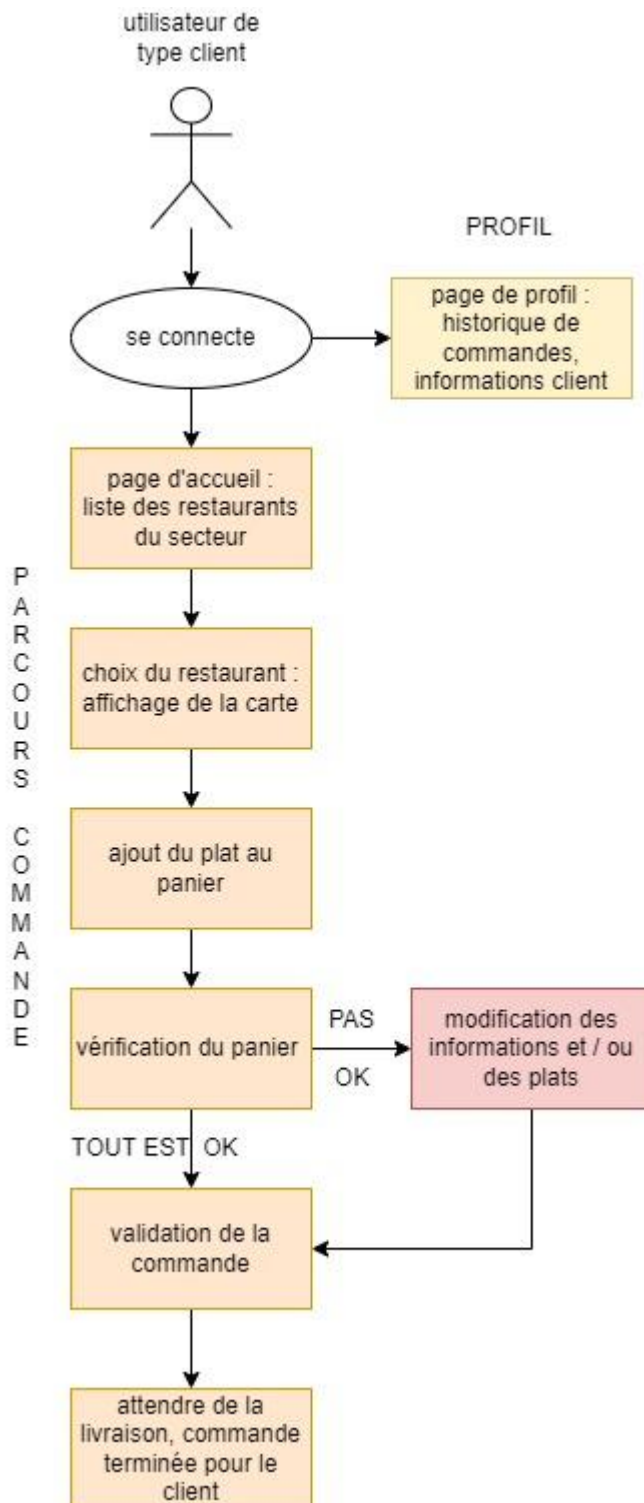 utilisateur de
type client
PROFIL
se connecte
page de profil :
historique de
commandes,
informations client
page d'accueil :
liste des restaurants
du secteur
PARCOURS COMMANDE
choix du restaurant :
affichage de la carte
ajout du plat au
panier
vérification du panier
PAS
OK
modification des
informations et / ou
des plats
TOUT EST OK
validation de la
commande
attendre de la
livraison, commande
terminée pour le
client